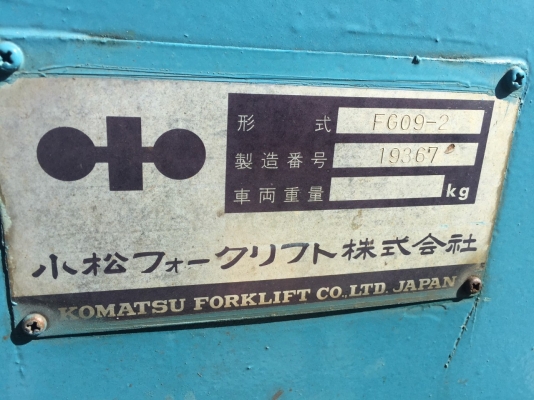 形式 FG09-2
製造番号 19367
車両重量 kg
小松フォークリフト株式会社
KOMATSU FORKLIFT CO.,LTD. JAPAN